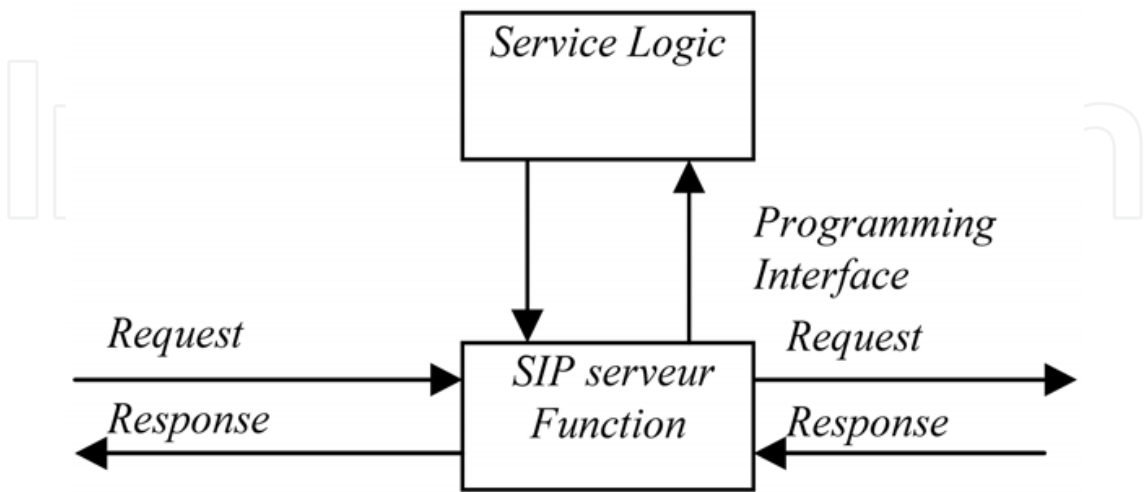 Service Logic
Programming
Interface
Request
Request
SIP serveur
Function
Response
Response